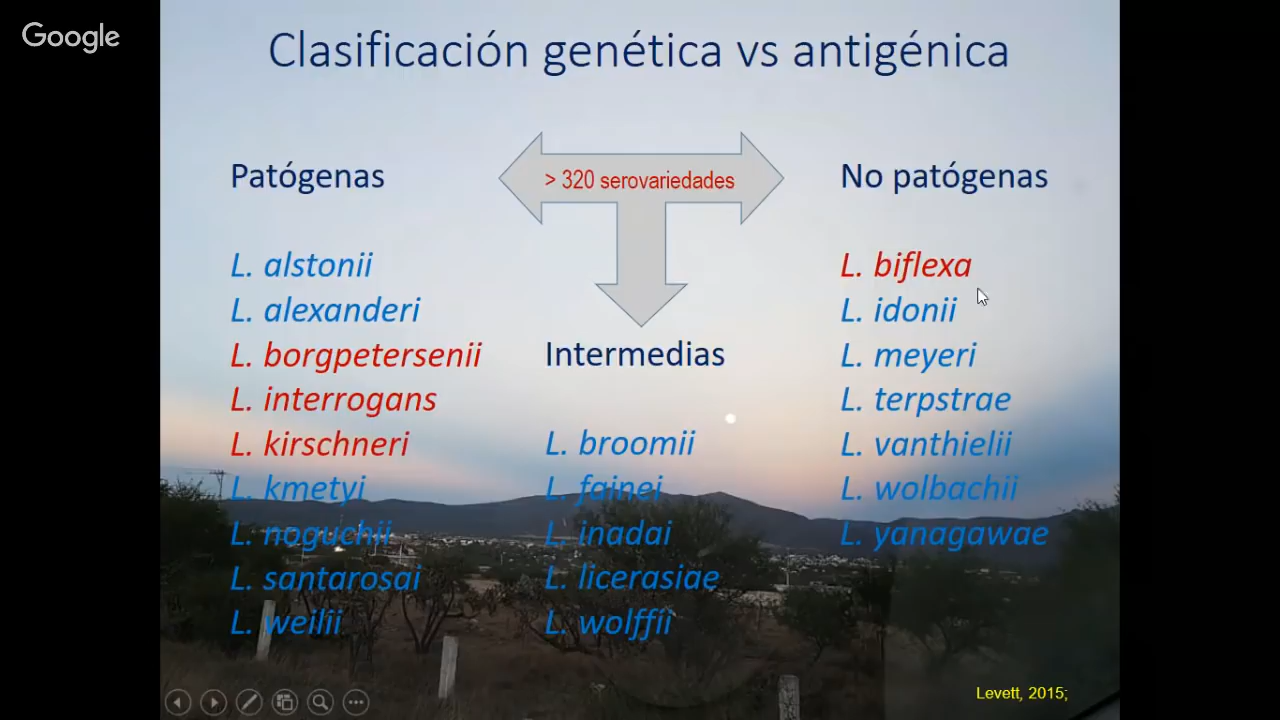 Google
Clasificación genética vs antigénica
> 320 serovariedades
Patógenas
L. alstonii
L. alexanderi
L. borgpetersenii
L. interrogans
L. kirschneri
L. kmetyi
L. noguchii
L. santarosai
L. weilii
Intermedias
L. broomii
L. fainei
L. inadai
L. licerasiae
L. wolffii
No patógenas
L. biflexa
L. idonii
L. meyeri
L. terpstrae
L. vanthielii
L. wolbachii
L. yanagawae
Levett, 2015;